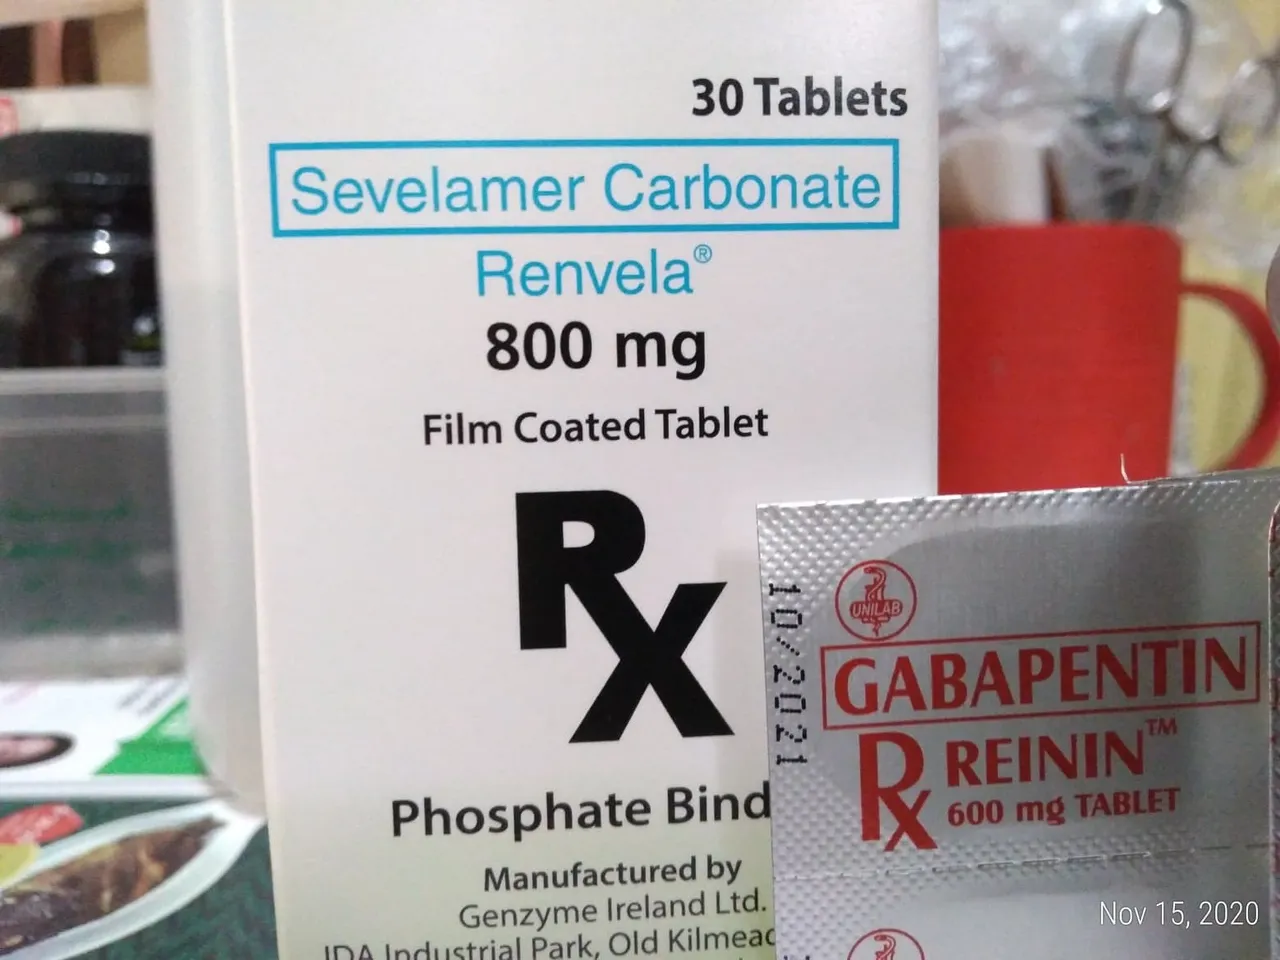 30 Tablets
Sevelamer Carbonate
Renvela®
800 mg
Film Coated Tablet
Rx
Phosphate Bind
Manufactured by
Genzyme Ireland Ltd.
IDA Industrial Park, Old Kilmead
10/2021
UNILAB
GABAPENTIN
Rx REININ™
600 mg TABLET
Nov 15, 2020